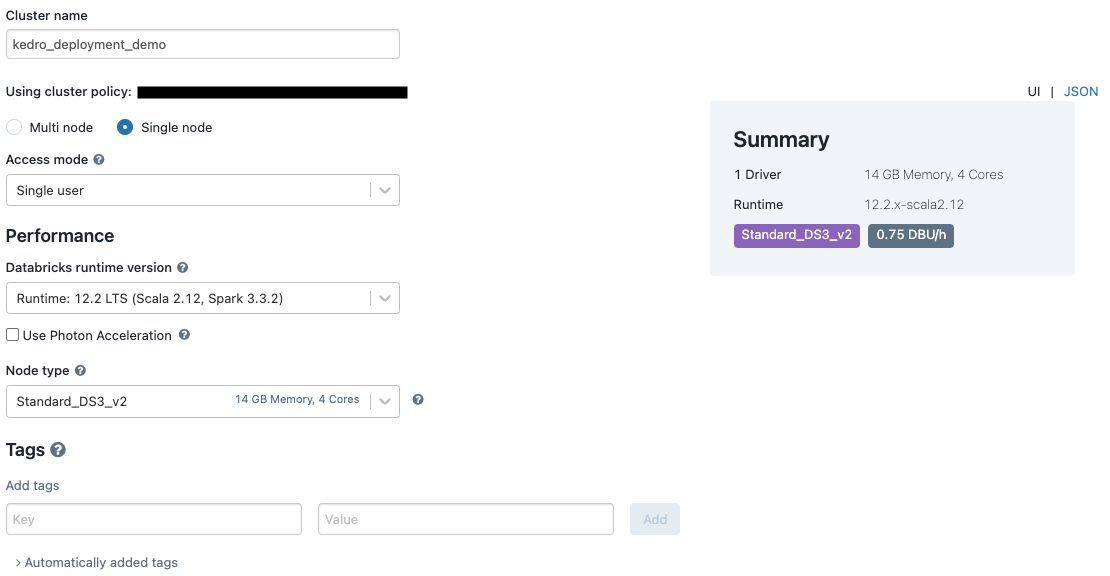 Cluster name
kedro_deployment_demo
Using cluster policy:
UI | JSON
Multi node Single node
Access mode ?
Single user
Performance
Databricks runtime version ?
Runtime: 12.2 LTS (Scala 2.12, Spark 3.3.2)
Use Photon Acceleration ?
Node type ?
Standard_DS3_v2 14 GB Memory, 4 Cores ?
Tags ?
Add tags
Key Value Add
> Automatically added tags
Summary
1 Driver 14 GB Memory, 4 Cores
Runtime 12.2.x-scala2.12
Standard_DS3_v2 0.75 DBU/h